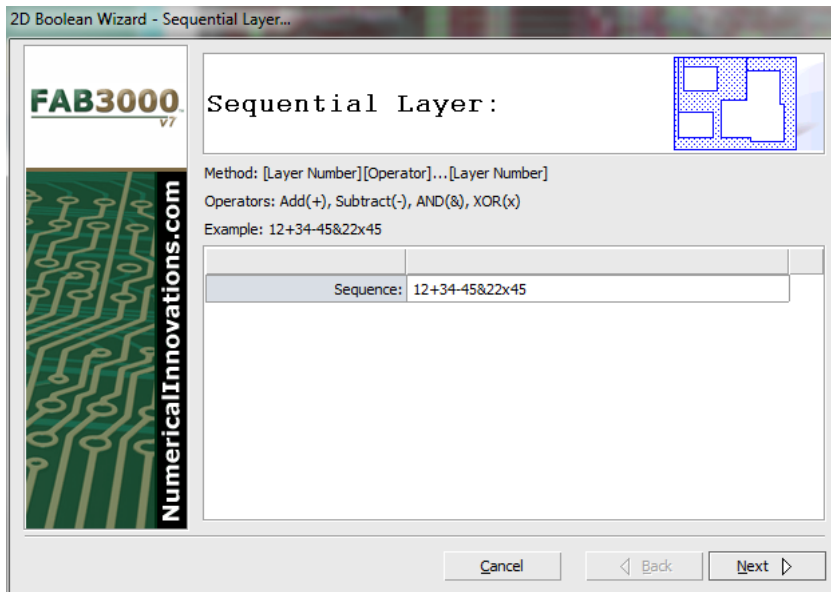 2D Boolean Wizard - Sequential Layer...
FAB3000
v7
Sequential Layer:
Method: [Layer Number][Operator]...[Layer Number]
Operators: Add(+), Subtract(-), AND(&), XOR(x)
Example: 12+34-45&22x45
Sequence: 12+34-45&22x45
NumericalInnovations.com
Cancel
Back
Next